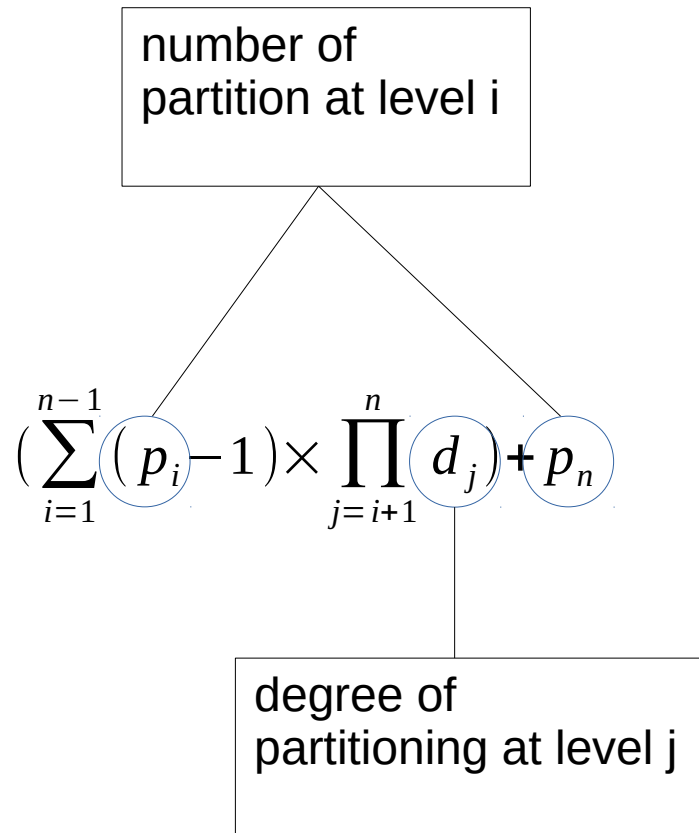 number of
partition at level i
n−1
n
(∑(p_i−1)×∏ d_j)+p_n
i=1
j=i+1
degree of
partitioning at level j